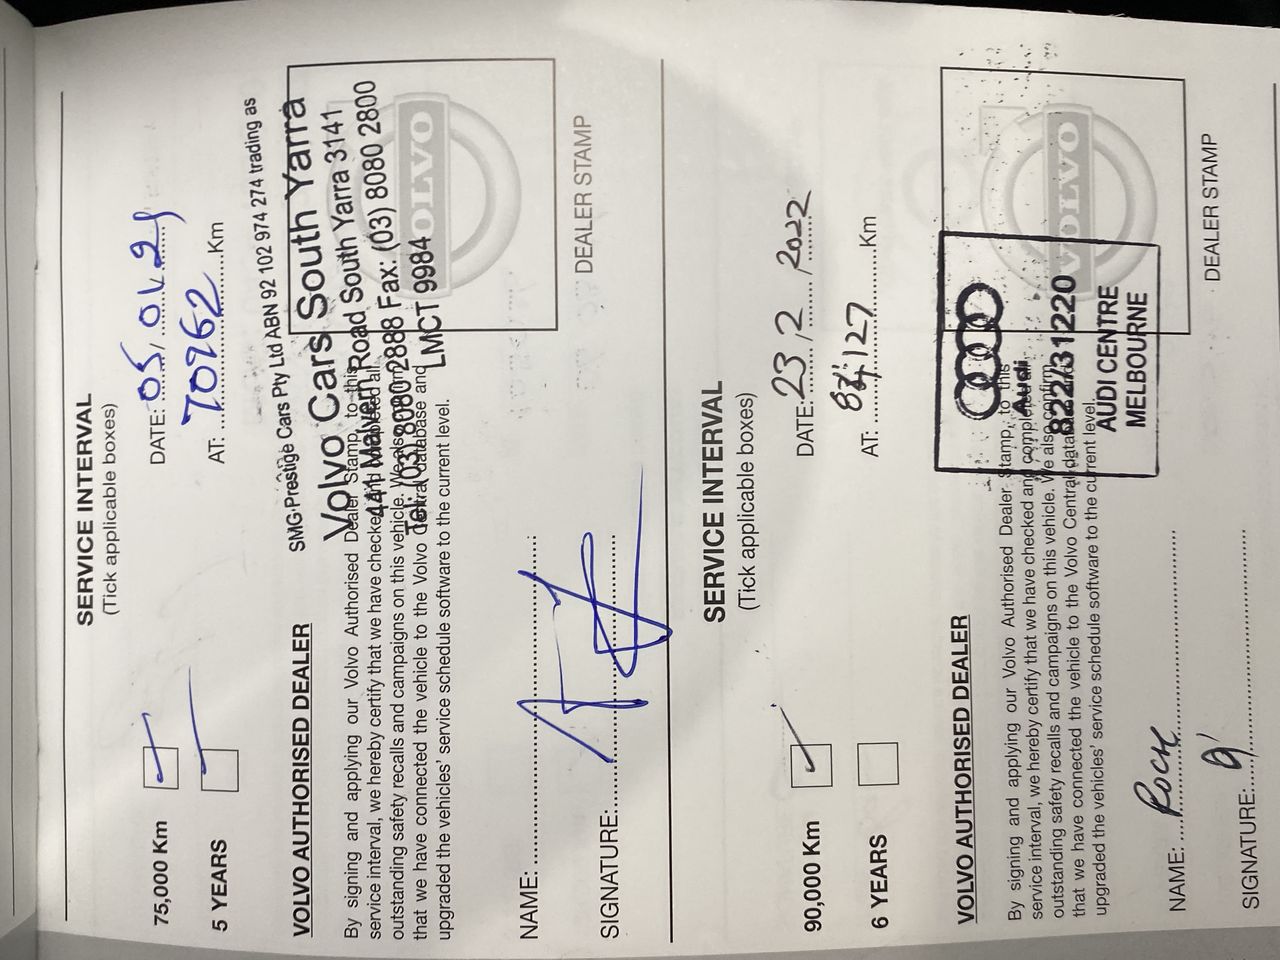 SERVICE INTERVAL
(Tick applicable boxes)
75,000 Km
5 YEARS
DATE: 05, 01,
AT: 70262 Km
SMG Prestige Cars Pty Ltd ABN 92 102 974 274 trading as
Volvo Cars South Yarra
441 Malvern Road South Yarra 3141
Tel: (03) 8080 2888 Fax: (03) 8080 2800
LMCT 9984
VOLVO
DEALER STAMP
VOLVO AUTHORISED DEALER
By signing and applying our Volvo Authorised Dealer Stamp, to this
service interval, we hereby certify that we have checked and completed all
outstanding safety recalls and campaigns on this vehicle. We also
that we have connected the vehicle to the Volvo Central database and
upgraded the vehicles' service schedule software to the current level.
NAME:
SIGNATURE:
SERVICE INTERVAL
(Tick applicable boxes)
90,000 Km
6 YEARS
DATE: 23 / 2 / 2022
AT: 127 Km
VOLVO
Audi
822/31220
AUDI CENTRE
MELBOURNE
DEALER STAMP
VOLVO AUTHORISED DEALER
By signing and applying our Volvo Authorised Dealer Stamp, to this
service interval, we hereby certify that we have checked and completed all
outstanding safety recalls and campaigns on this vehicle. We also confirm
that we have connected the vehicle to the Volvo Central database and
upgraded the vehicles' service schedule software to the current level.
NAME:
SIGNATURE: